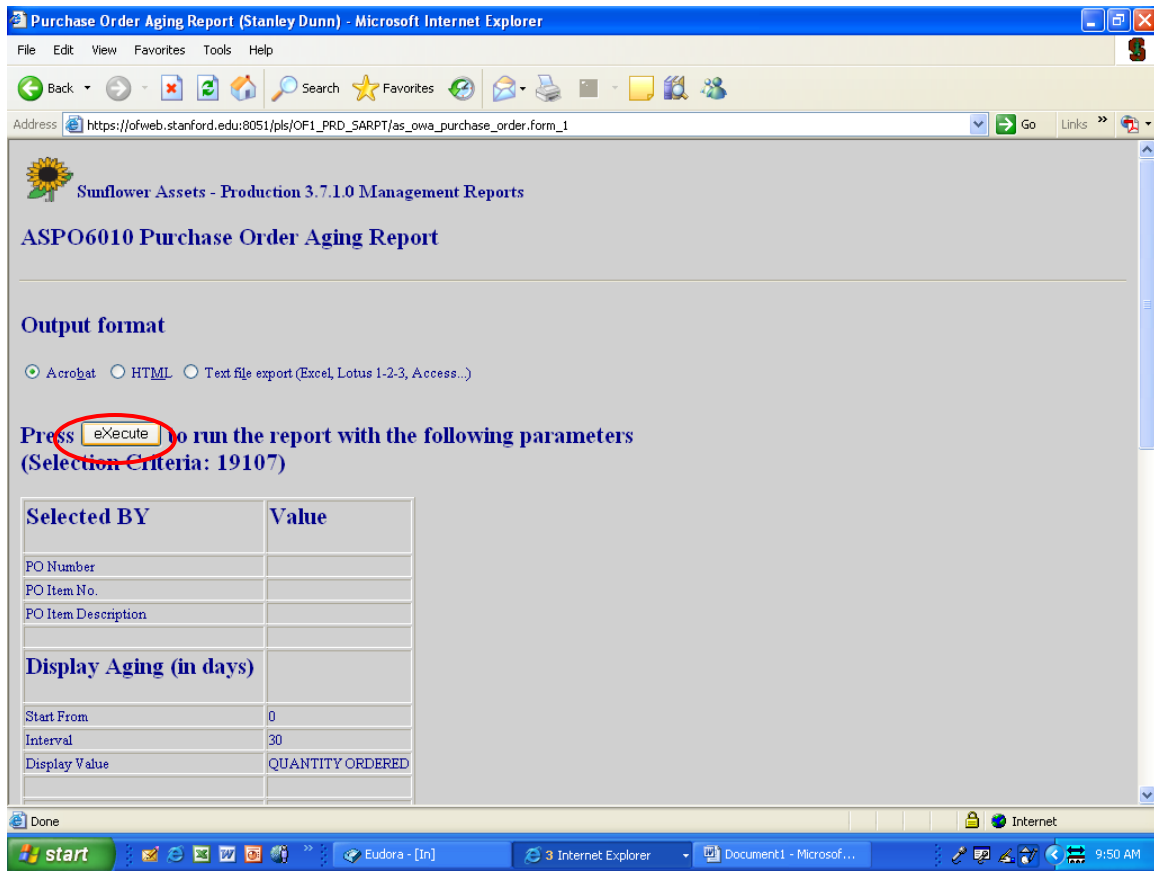 Purchase Order Aging Report (Stanley Dunn) - Microsoft Internet Explorer
File Edit View Favorites Tools Help
Back Search Favorites
Address https://ofweb.stanford.edu:8051/pls/OF1_PRD_SARPT/as_owa_purchase_order.form_1 Go Links »
Sunflower Assets - Production 3.7.1.0 Management Reports
ASPO6010 Purchase Order Aging Report
Output format
Acrobat HTML Text file export (Excel, Lotus 1-2-3, Access...)
Press eXecute to run the report with the following parameters
(Selection Criteria: 19107)
Selected BY Value
PO Number
PO Item No.
PO Item Description
Display Aging (in days)
Start From 0
Interval 30
Display Value QUANTITY ORDERED
Done Internet
start » Eudora - [In] 3 Internet Explorer Document1 - Microsof... 9:50 AM